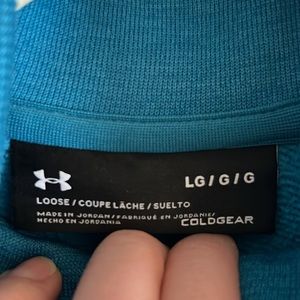 LG / G / G
LOOSE / COUPE LÂCHE / SUELTO
MADE IN JORDAN / FABRIQUÉ EN JORDANIE /
HECHO EN JORDANIA
COLDGEAR